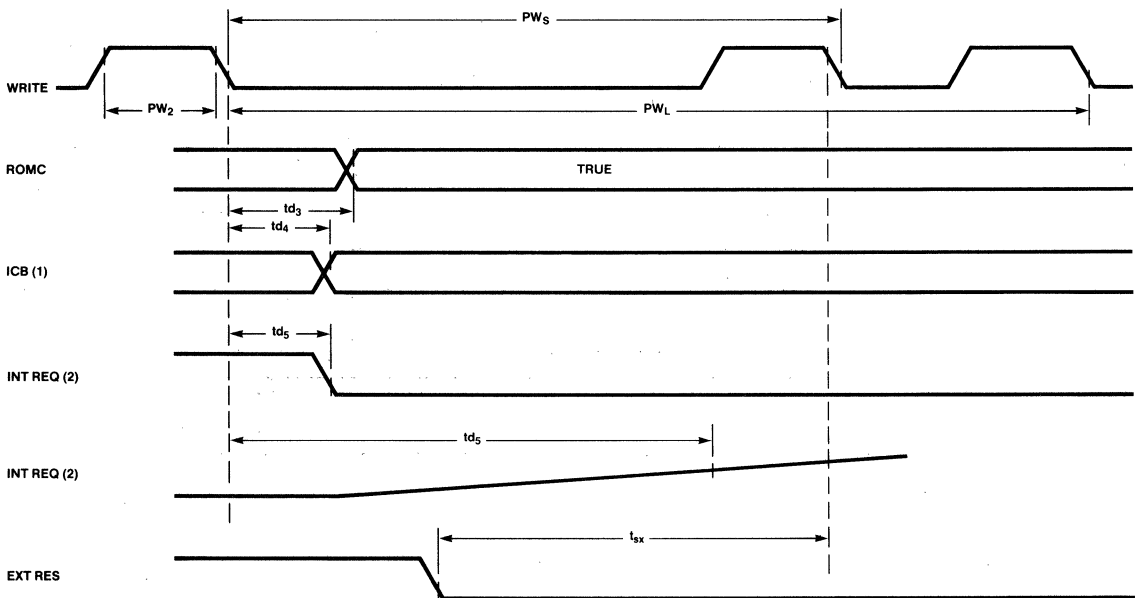 PWS
WRITE
PW2
PWL
ROMC
TRUE
td3
td4
ICB (1)
td5
INT REQ (2)
td5
INT REQ (2)
tsx
EXT RES